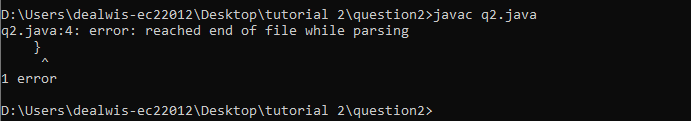 D:\Users\dealwis-ec22012\Desktop\tutorial 2\question2>javac q2.java
q2.java:4: error: reached end of file while parsing
    }
     ^
1 error
D:\Users\dealwis-ec22012\Desktop\tutorial 2\question2>